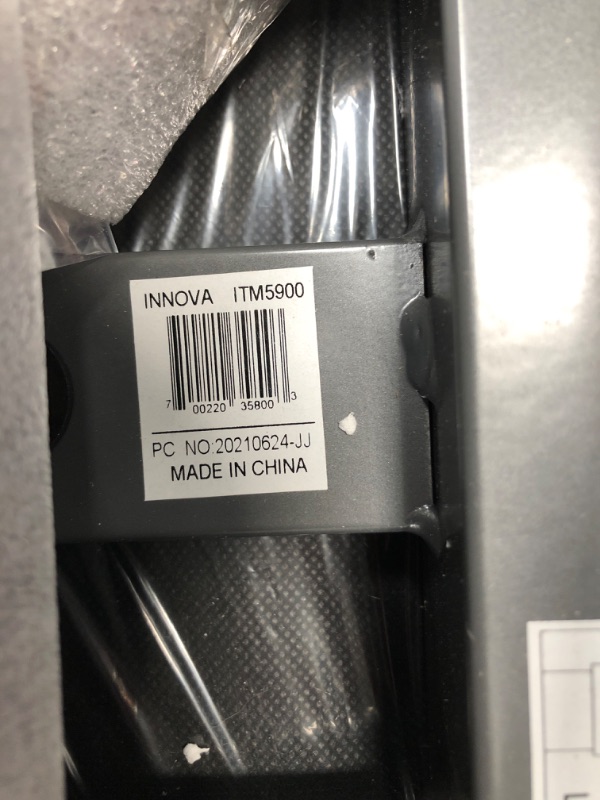 INNOVA ITM5900
7 00220 35800 3
PC NO:20210624-JJ
MADE IN CHINA